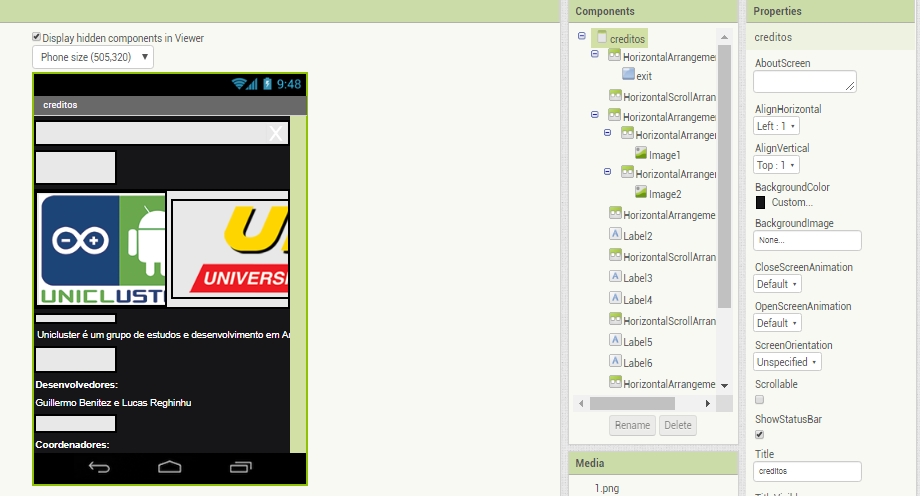 Components
Properties
Display hidden components in Viewer
Phone size (505,320)
9:48
creditos
X
UNICLUST
U
UNIVERSI
Unicluster é um grupo de estudos e desenvolvimento em A
Desenvolvedores:
Guillermo Benitez e Lucas Reghinhu
Coordenadores:
creditos
HorizontalArrangeme
exit
HorizontalScrollArran
HorizontalArrangeme
HorizontalArrange
Image1
HorizontalArrange
Image2
HorizontalArrangeme
Label2
HorizontalScrollArran
Label3
Label4
HorizontalScrollArran
Label5
Label6
HorizontalArrangeme
Rename
Delete
Media
1.png
creditos
AboutScreen
AlignHorizontal
Left : 1
AlignVertical
Top : 1
BackgroundColor
Custom...
BackgroundImage
None...
CloseScreenAnimation
Default
OpenScreenAnimation
Default
ScreenOrientation
Unspecified
Scrollable
ShowStatusBar
Title
creditos